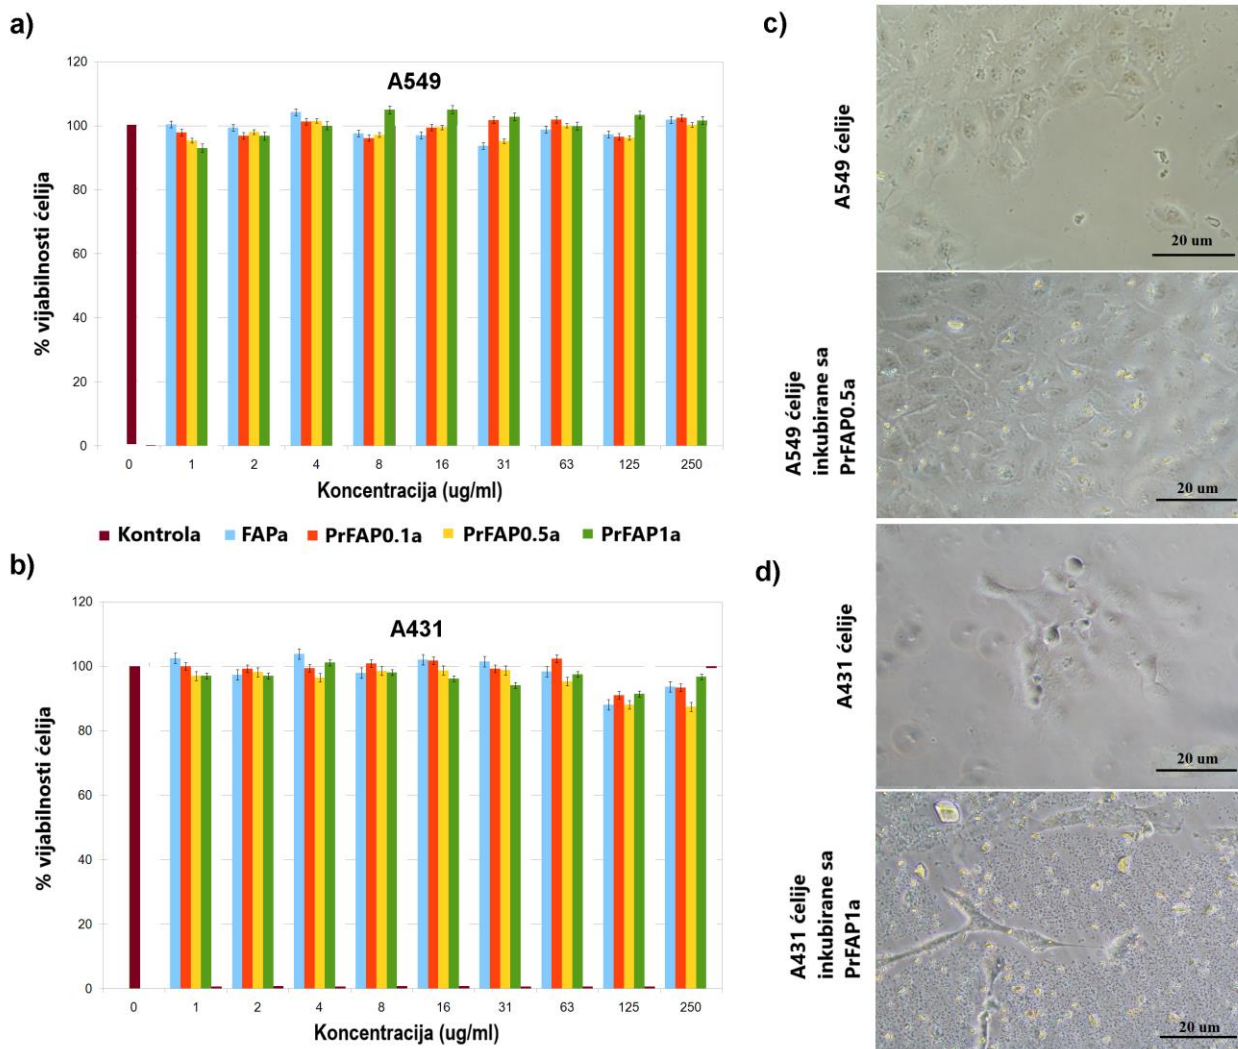 a)
A549
120
100
80
60
40
20
0
% vijabilnosti ćelija
0 1 2 4 8 16 31 63 125 250
Koncentracija (ug/ml)
Kontrola FAPa PrFAP0.1a PrFAP0.5a PrFAP1a
b)
A431
120
100
80
60
40
20
0
% vijabilnosti ćelija
0 1 2 4 8 16 31 63 125 250
Koncentracija (ug/ml)
c)
A549 ćelije
20 um
A549 ćelije
inkubirane sa
PrFAP0.5a
20 um
d)
A431 ćelije
20 um
A431 ćelije
inkubirane sa
PrFAP1a
20 um